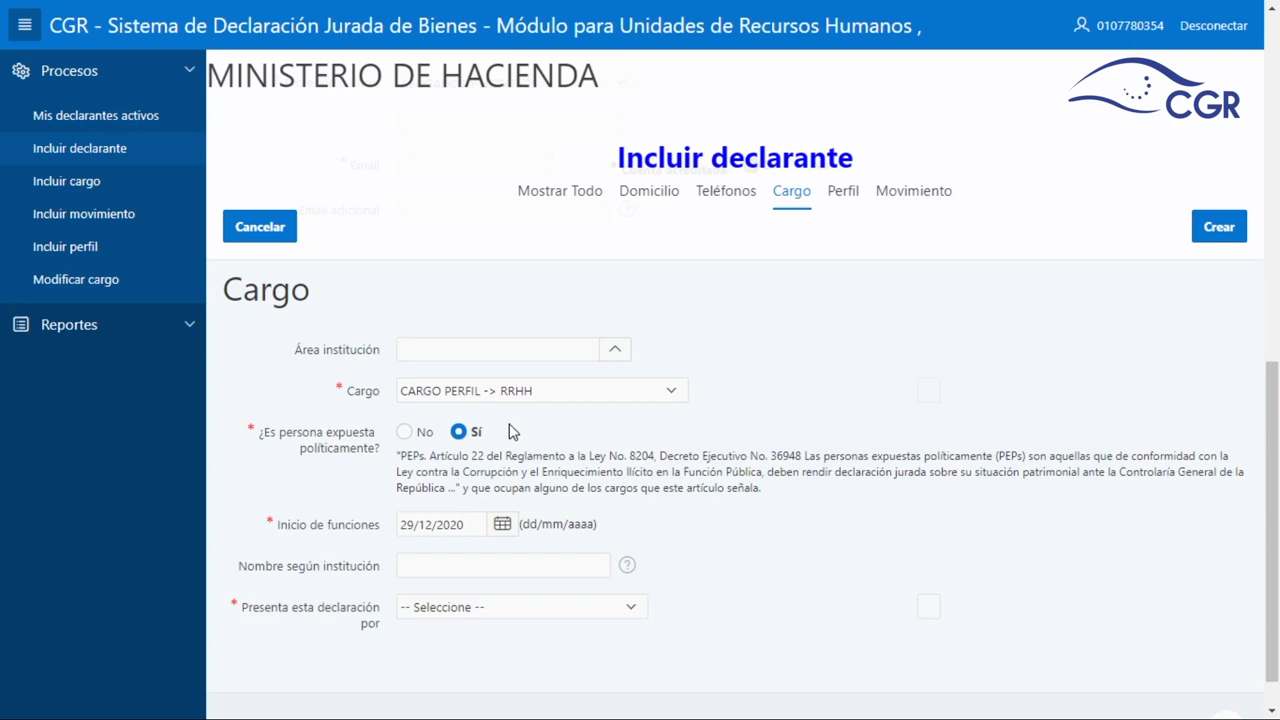 CGR - Sistema de Declaración Jurada de Bienes - Módulo para Unidades de Recursos Humanos ,
0107780354
Desconectar
Procesos
Mis declarantes activos
Incluir declarante
Incluir cargo
Incluir movimiento
Incluir perfil
Modificar cargo
Reportes
MINISTERIO DE HACIENDA
CGR
* Email
Incluir declarante
Mostrar Todo Domicilio Teléfonos Cargo Perfil Movimiento
Email adicional
Cancelar
Crear
Cargo
Área institución
* Cargo CARGO PERFIL -> RRHH
* ¿Es persona expuesta No Sí
políticamente?
"PEPs. Artículo 22 del Reglamento a la Ley No. 8204, Decreto Ejecutivo No. 36948 Las personas expuestas políticamente (PEPs) son aquellas que de conformidad con la
Ley contra la Corrupción y el Enriquecimiento Ilícito en la Función Pública, deben rendir declaración jurada sobre su situación patrimonial ante la Contraloría General de la
República ..." y que ocupan alguno de los cargos que este artículo señala.
* Inicio de funciones 29/12/2020 (dd/mm/aaaa)
Nombre según institución ?
* Presenta esta declaración -- Seleccione --
por